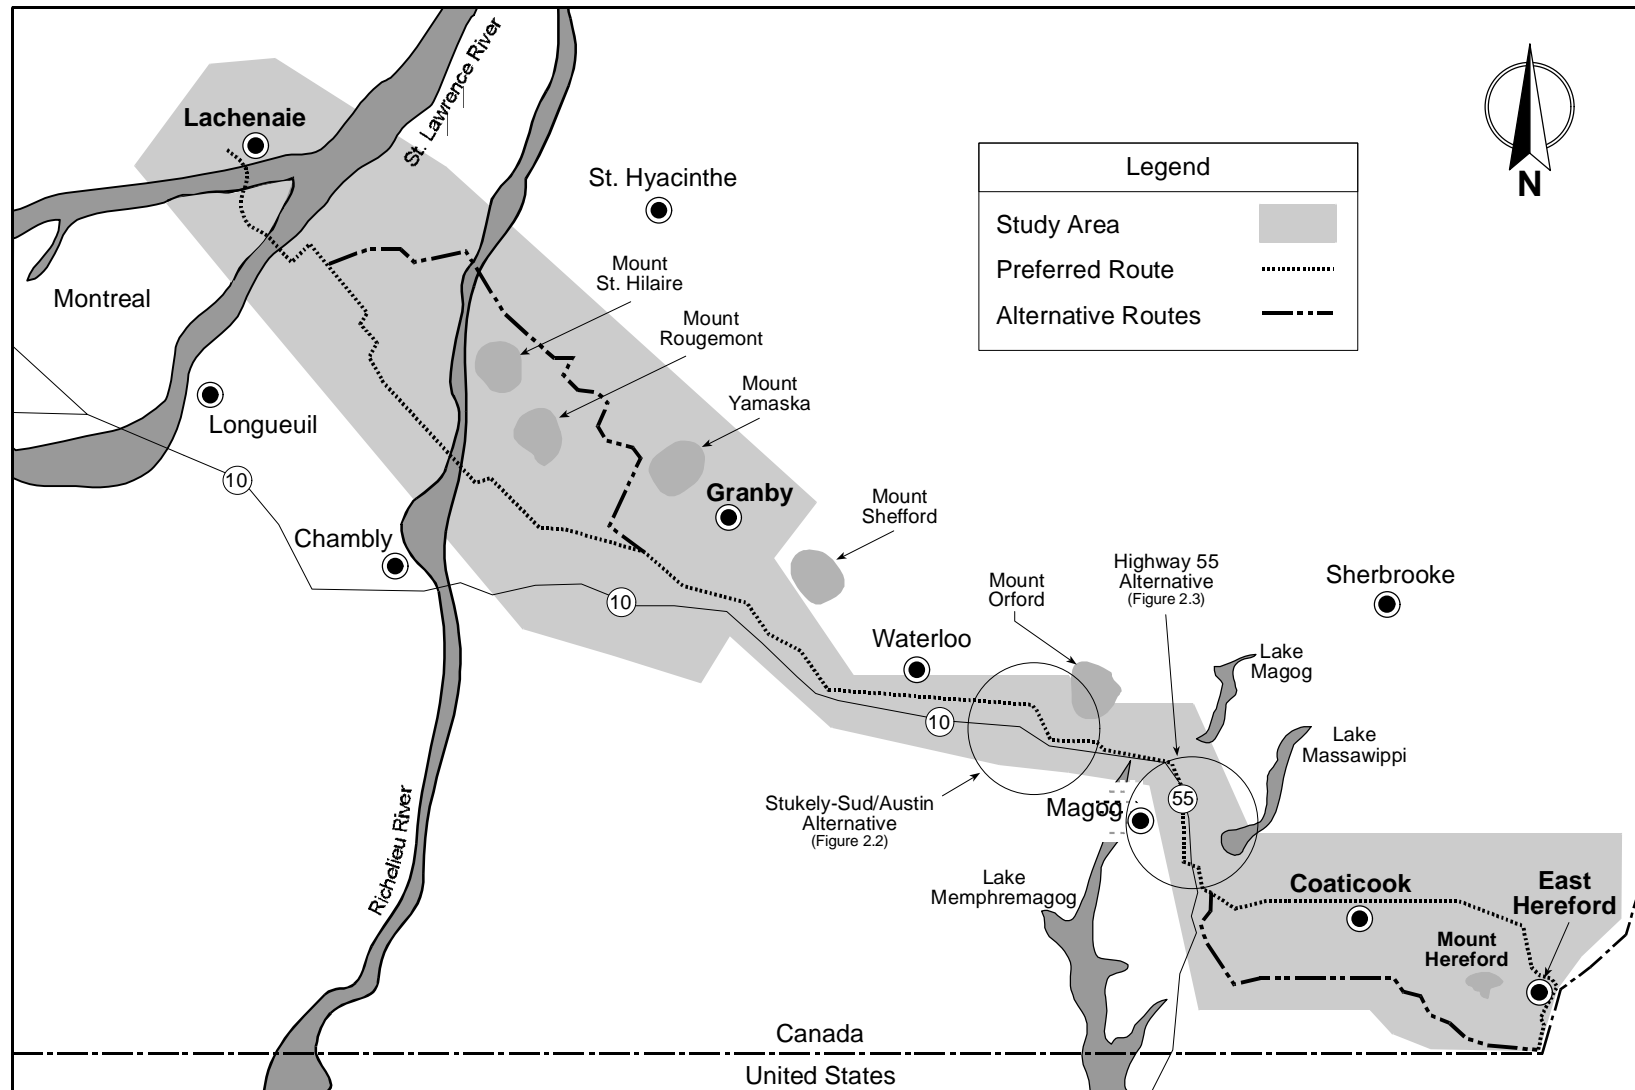 St. Lawrence River
Lachenaie
St. Hyacinthe
Legend
Study Area
Preferred Route
Alternative Routes
N
Mount
St. Hilaire
Montreal
Mount
Rougemont
Mount
Yamaska
Longueuil
10
Granby
Mount
Shefford
Chambly
10
Highway 55
Alternative
(Figure 2.3)
Mount
Orford
Sherbrooke
Waterloo
Lake
Magog
10
Lake
Massawippi
Stukely-Sud/Austin
Alternative
(Figure 2.2)
Magog
55
Richelieu River
Lake
Memphremagog
Coaticook
East
Hereford
Mount
Hereford
Canada
United States